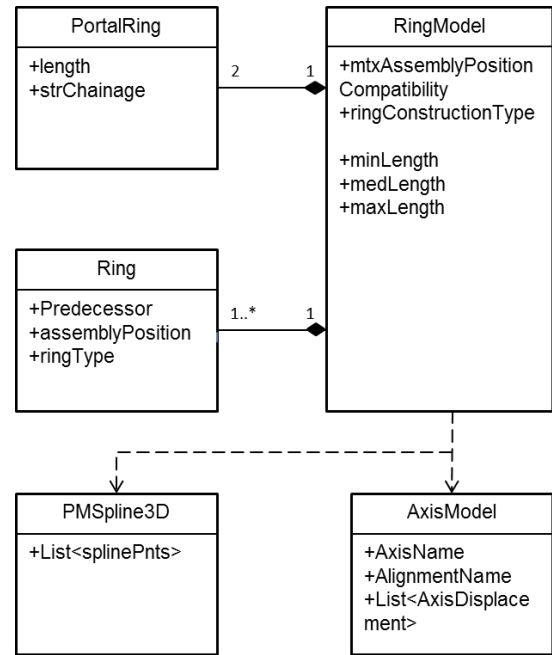 PortalRing
+length
+strChainage
2
1
RingModel
+mtxAssemblyPosition
Compatibility
+ringConstructionType
+minLength
+medLength
+maxLength
Ring
+Predecessor
+assemblyPosition
+ringType
1..*
1
PMSpline3D
+List<splinePnts>
AxisModel
+AxisName
+AlignmentName
+List<AxisDisplace
ment>